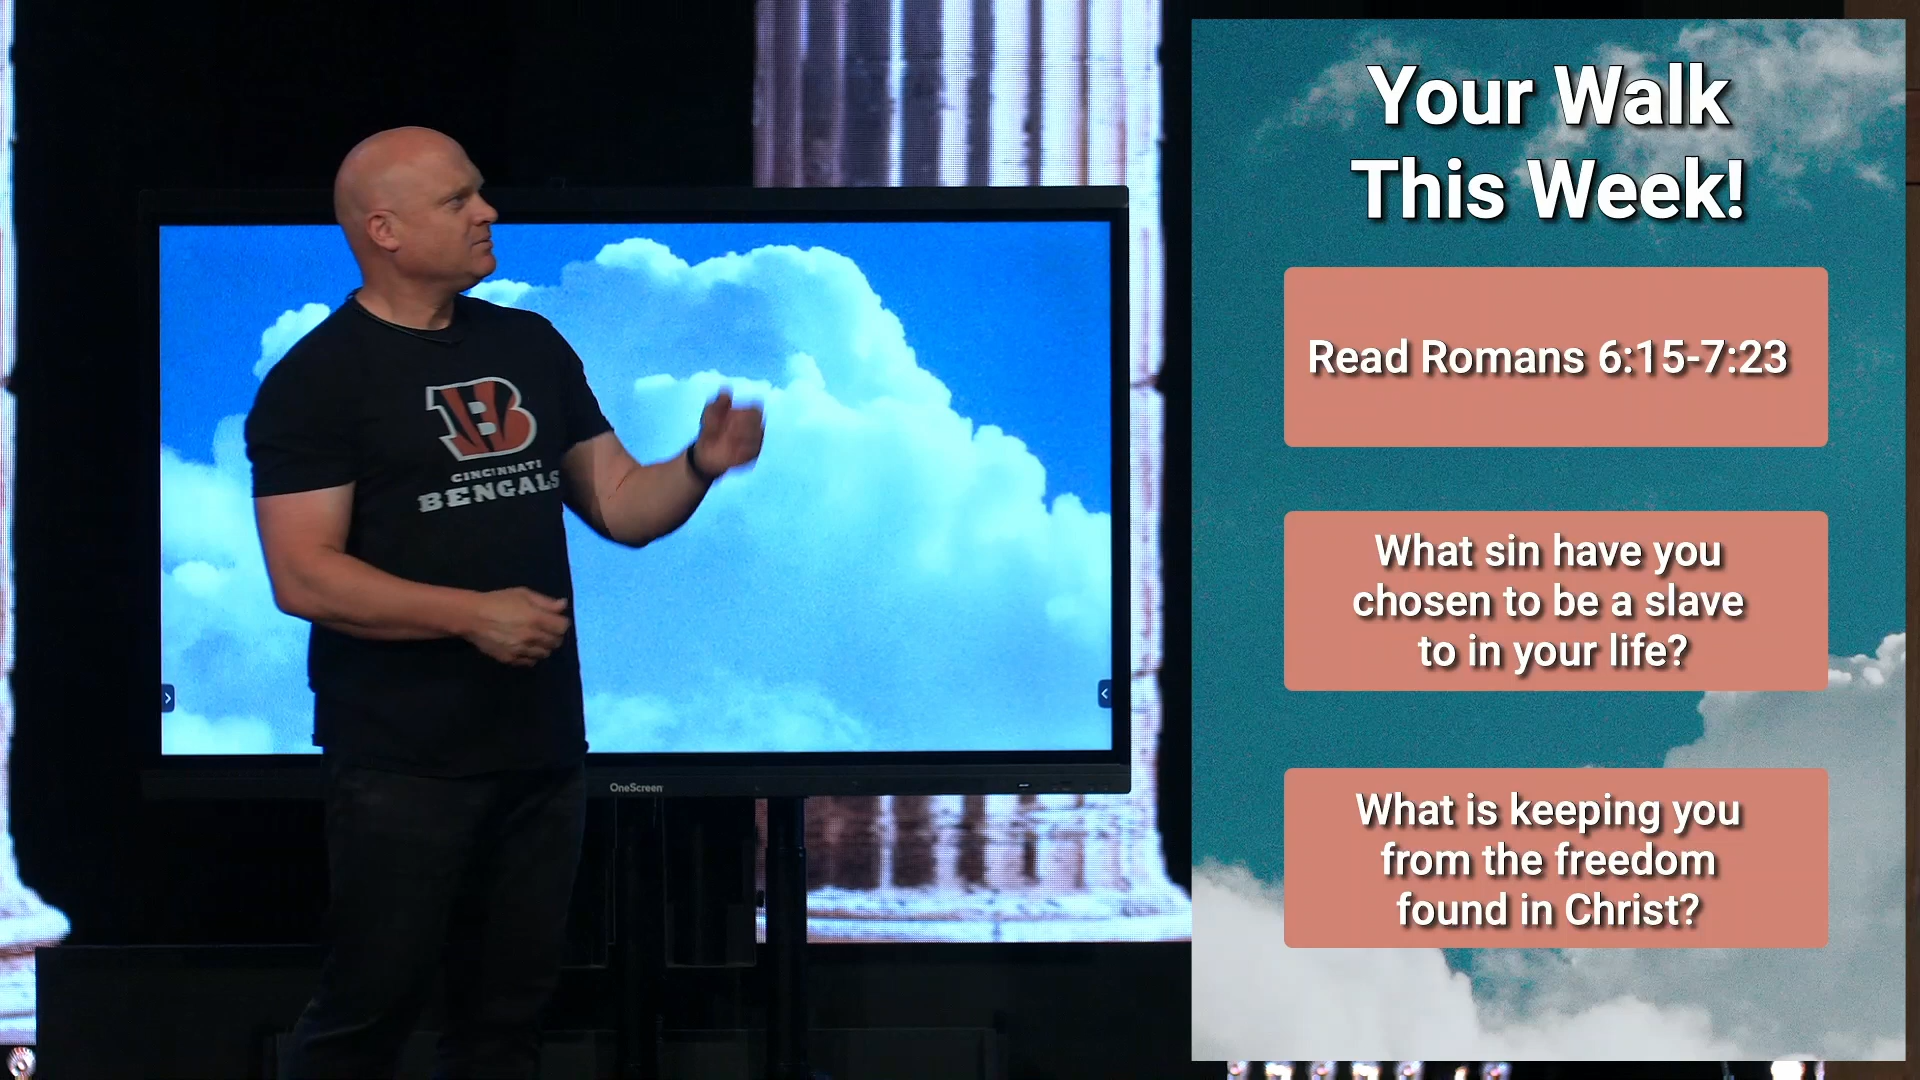 Your Walk
This Week!
Read Romans 6:15-7:23
What sin have you
chosen to be a slave
to in your life?
What is keeping you
from the freedom
found in Christ?
B
CINCINNATI
BENGALS
OneScreen